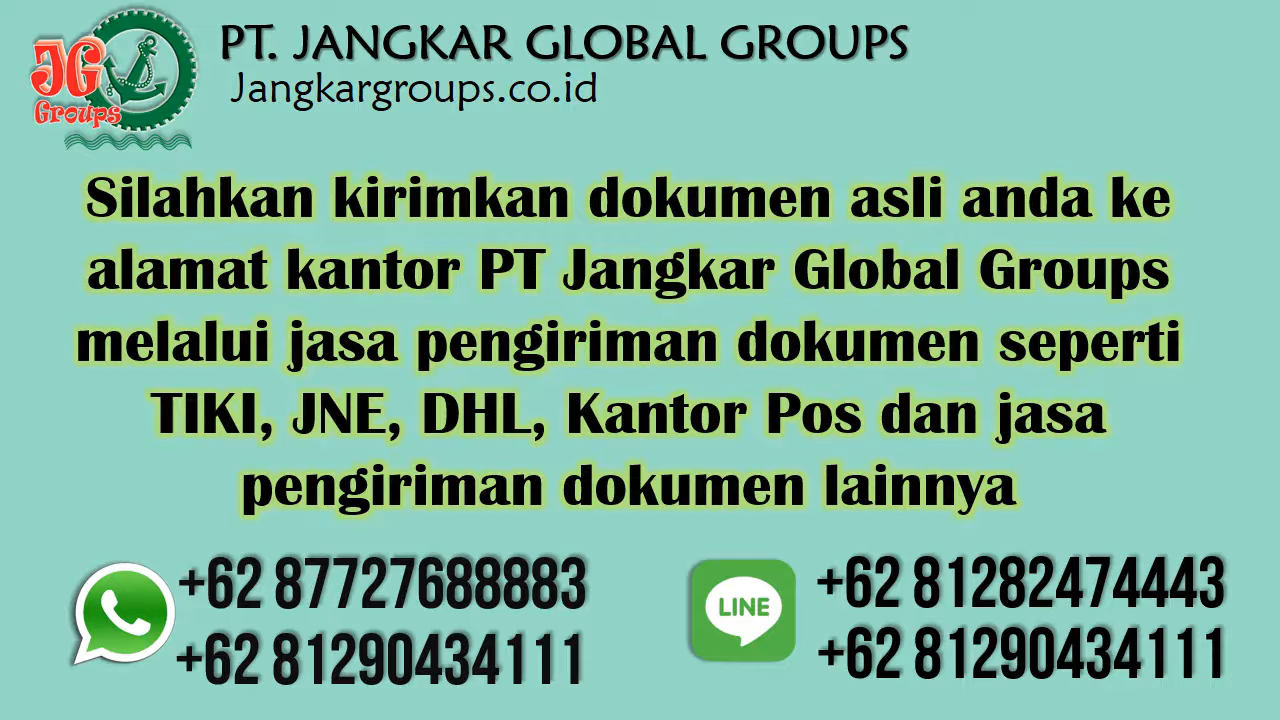 JG
Groups
PT. JANGKAR GLOBAL GROUPS
Jangkargroups.co.id
Silahkan kirimkan dokumen asli anda ke
alamat kantor PT Jangkar Global Groups
melalui jasa pengiriman dokumen seperti
TIKI, JNE, DHL, Kantor Pos dan jasa
pengiriman dokumen lainnya
+62 87727688883
+62 81290434111
LINE
+62 81282474443
+62 81290434111